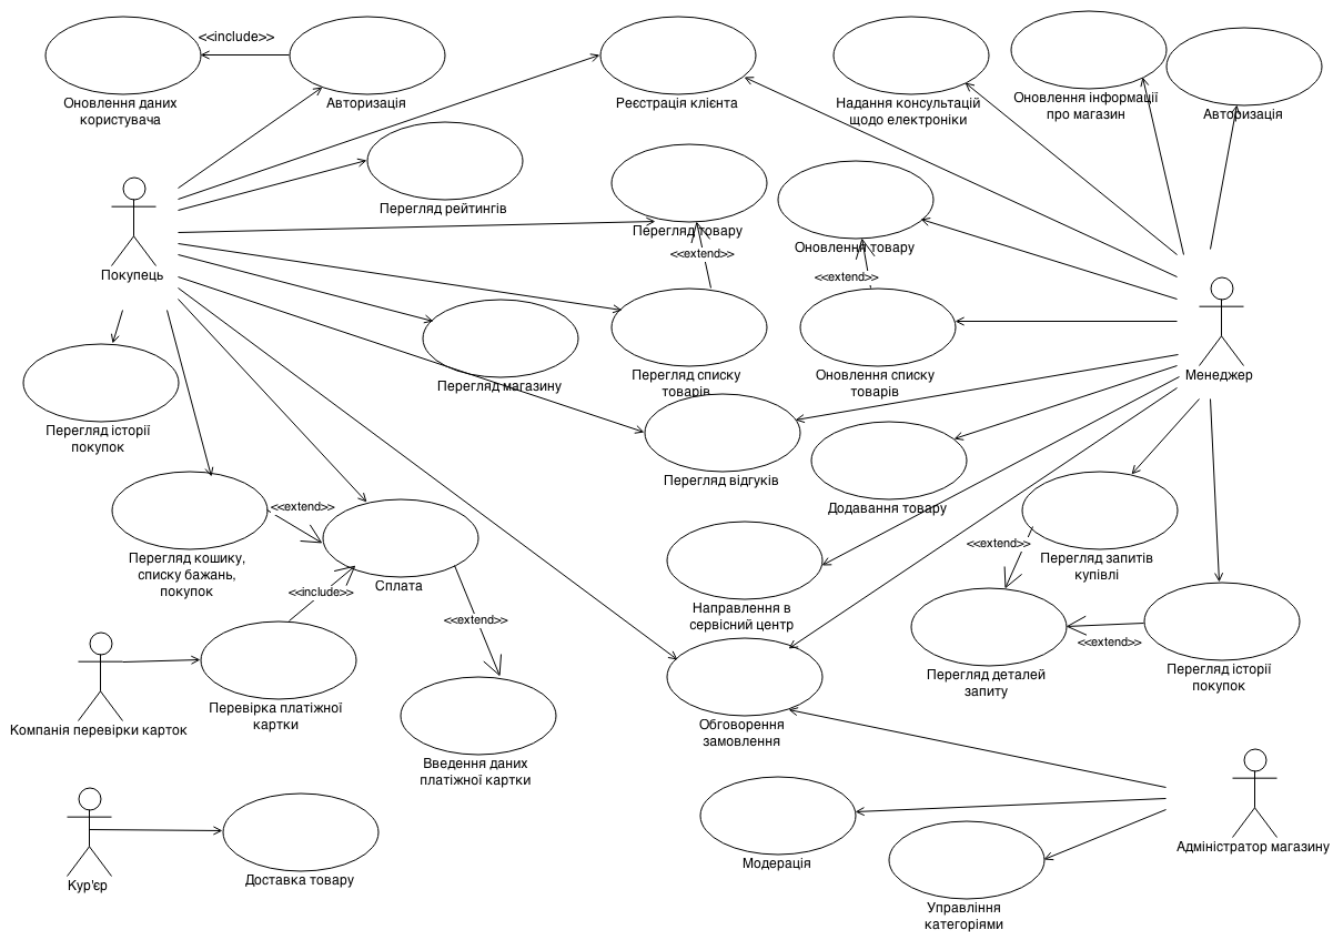 <<include>>
Оновлення даних
користувача
Авторизація
Реєстрація клієнта
Надання консультацій
щодо електроніки
Оновлення інформації
про магазин
Авторизація
Перегляд рейтингів
Перегляд товару
<<extend>>
Оновлення товару
<<extend>>
Покупець
Перегляд магазину
Перегляд списку
товарів
Оновлення списку
товарів
Менеджер
Перегляд історії
покупок
Перегляд відгуків
Додавання товару
<<extend>>
Перегляд кошику,
списку бажань,
покупок
Сплата
<<include>>
<<extend>>
Направлення в
сервісний центр
<<extend>>
Перегляд запитів
купівлі
Перегляд деталей
запиту
<<extend>>
Перегляд історії
покупок
Компанія перевірки карток
Перевірка платіжної
картки
Введення даних
платіжної картки
Обговорення
замовлення
Кур'єр
Доставка товару
Модерація
Управління
категоріями
Адміністратор магазину